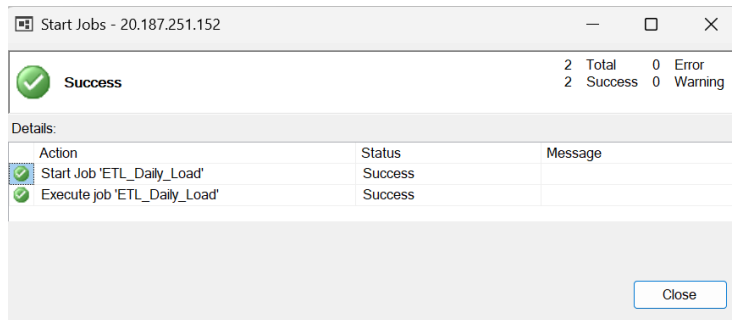 Start Jobs - 20.187.251.152
Success 2 Total 0 Error
2 Success 0 Warning
Details:
Action Status Message
Start Job 'ETL_Daily_Load' Success
Execute job 'ETL_Daily_Load' Success
Close